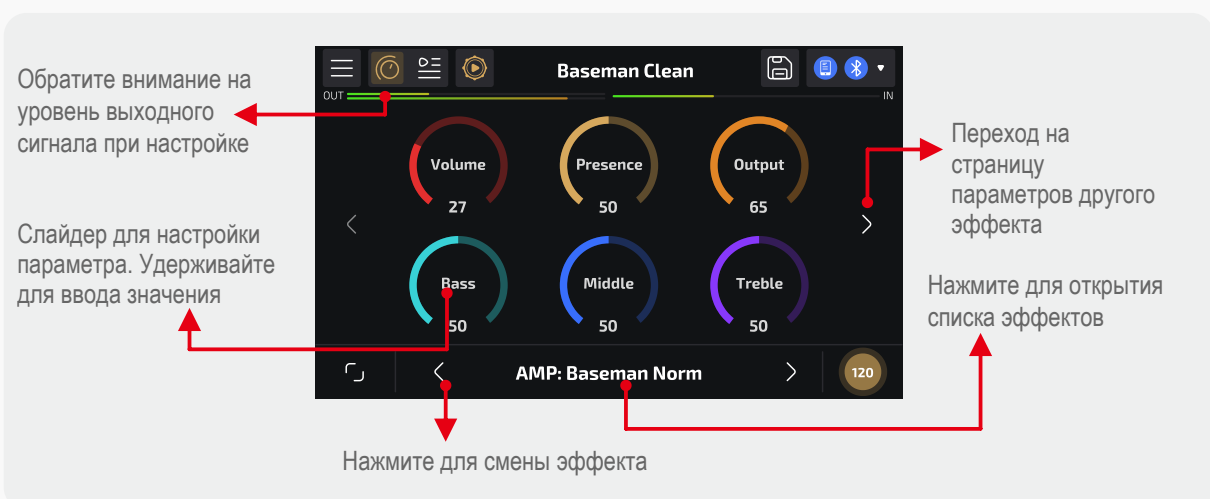 Обратите внимание на
уровень выходного
сигнала при настройке
Слайдер для настройки
параметра. Удерживайте
для ввода значения
Baseman Clean
OUT
IN
Volume
27
Presence
50
Output
65
Bass
50
Middle
50
Treble
50
AMP: Baseman Norm
120
Переход на
страницу
параметров другого
эффекта
Нажмите для открытия
списка эффектов
Нажмите для смены эффекта